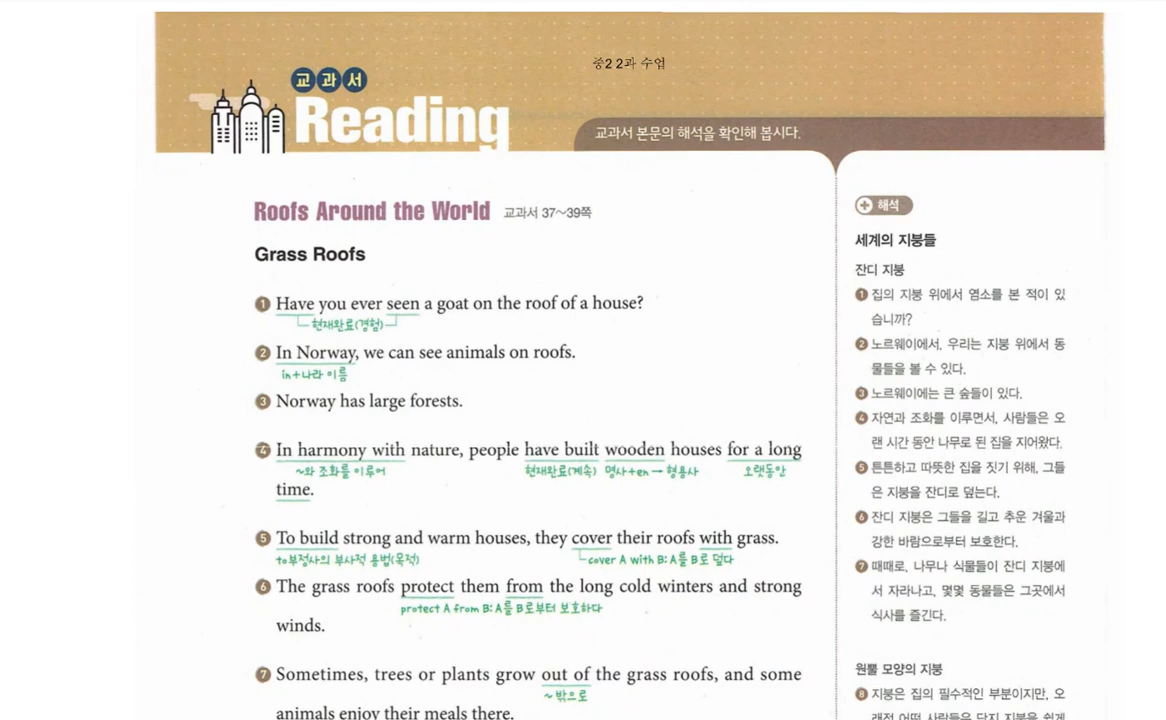 중2 2과 수업
교과서
Reading
교과서 본문의 해석을 확인해 봅시다.
Roofs Around the World 교과서 37~39쪽
Grass Roofs
1 Have you ever seen a goat on the roof of a house?
현재완료(경험)
2 In Norway, we can see animals on roofs.
in+나라 이름
3 Norway has large forests.
4 In harmony with nature, people have built wooden houses for a long
~와 조화를 이루어 현재완료(계속) 명사+en → 형용사 오랫동안
time.
5 To build strong and warm houses, they cover their roofs with grass.
to부정사의 부사적 용법(목적) cover A with B: A를 B로 덮다
6 The grass roofs protect them from the long cold winters and strong
protect A from B: A를 B로부터 보호하다
winds.
7 Sometimes, trees or plants grow out of the grass roofs, and some
~ 밖으로
animals enjoy their meals there.
+ 해석
세계의 지붕들
잔디 지붕
1 집의 지붕 위에서 염소를 본 적이 있
습니까?
2 노르웨이에서, 우리는 지붕 위에서 동
물들을 볼 수 있다.
3 노르웨이에는 큰 숲들이 있다.
4 자연과 조화를 이루면서, 사람들은 오
랜 시간 동안 나무로 된 집을 지어왔다.
5 튼튼하고 따뜻한 집을 짓기 위해, 그들
은 지붕을 잔디로 덮는다.
6 잔디 지붕은 그들을 길고 추운 겨울과
강한 바람으로부터 보호한다.
7 때때로, 나무나 식물들이 잔디 지붕에
서 자라나고, 몇몇 동물들은 그곳에서
식사를 즐긴다.
원뿔 모양의 지붕
8 지붕은 집의 필수적인 부분이지만, 오
래전 어떤 사람들은 단지 지붕을 쉽게